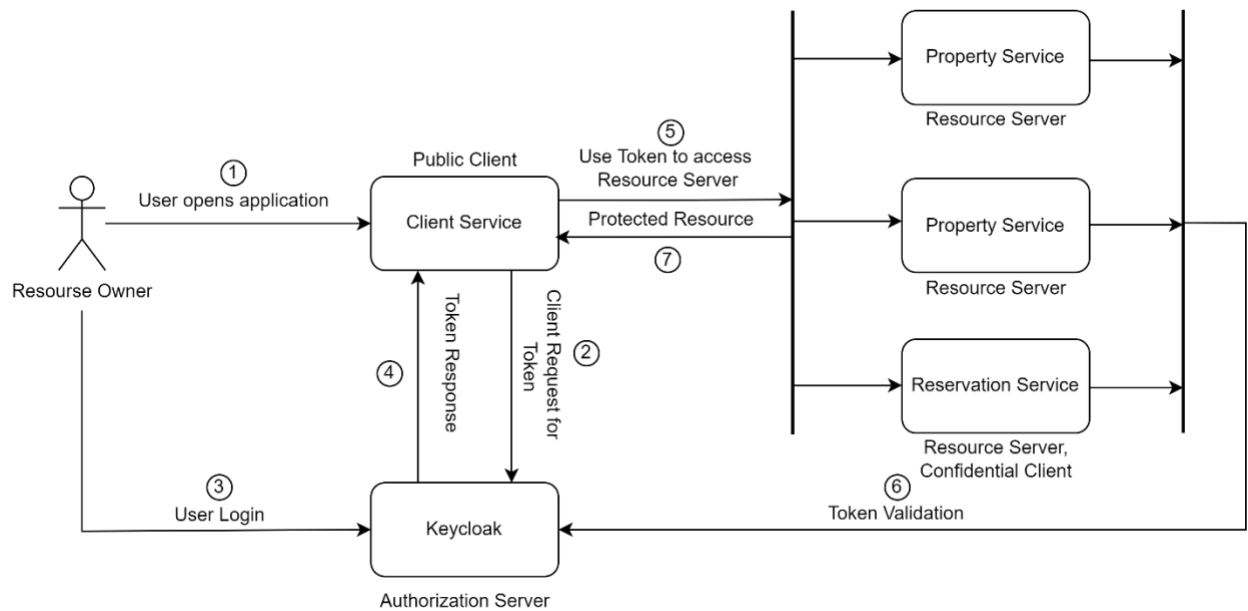 Property Service
Resource Server
5
Use Token to access
Resource Server
Public Client
1
User opens application
Client Service
Protected Resource
7
Property Service
Resource Server
Resourse Owner
Token Response
4
Client Request for
Token
2
Reservation Service
Resource Server,
Confidential Client
3
User Login
6
Token Validation
Keycloak
Authorization Server